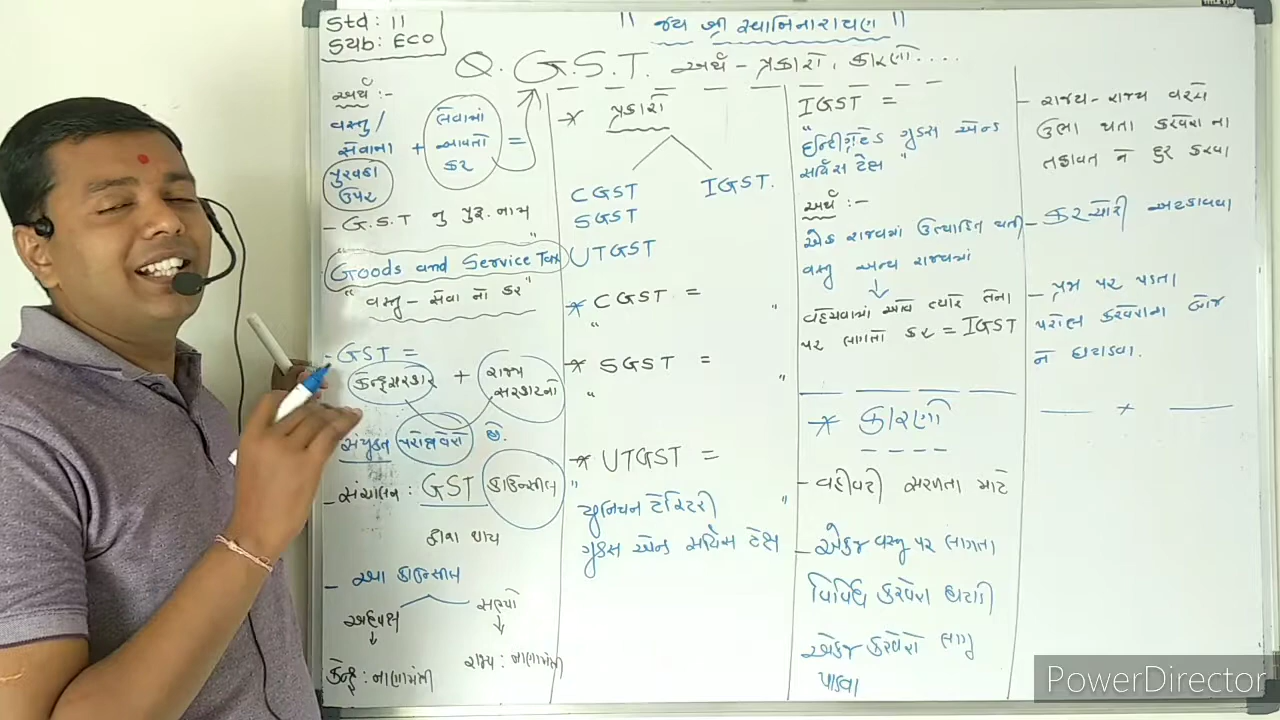 Std: 11
Sub: ECO
|| જય શ્રી સ્વામિનારાયણ ||
Q. G.S.T. અર્થ - પ્રકારો, કારણો....
અર્થ :-
વસ્તુ/
સેવાના
પુરવઠા
ઉપર
+
લેવામાં
આવતો
કર
=
- G.S.T નુ પુરૂ નામ
" Goods and Service Tax "
" વસ્તુ - સેવા નો કર "
- GST =
કેન્દ્રસરકાર + રાજ્ય
સરકારનો
સંયુક્ત પરોક્ષવેરો છે.
- સંચાલન : GST કાઉન્સીલ
દ્વારા થાય
- આ કાઉન્સીલ
અધ્યક્ષ
સભ્યો
કેન્દ્ર : નાણામંત્રી
રાજ્ય : નાણામંત્રી
* પ્રકારો
CGST IGST.
SGST
UTGST
* CGST =
" "
* SGST =
" "
* UTGST =
" યુનિયન ટેરિટરી "
ગુડ્સ એન્ડ સર્વિસ ટેક્ષ
IGST =
" ઈન્ટીગ્રેટેડ ગુડસ એન્ડ
સર્વિસ ટેક્ષ "
અર્થ :-
એક રાજ્યમાં ઉત્પાદિત થતી
વસ્તુ અન્ય રાજ્યમાં
વહેંચવામાં આવે ત્યારે તેના
પર લાગતો કર = IGST
* કારણો
- વહીવટી સરળતા માટે
- એકજ વસ્તુ પર લાગતા
વિવિધ કરવેરા હટાવી
એકજ કરવેરો લાગુ
પાડવા
- રાજ્ય - રાજ્ય વચ્ચે
ઉભા થતા કરવેરા ના
તફાવત ને દુર કરવા
- કરચોરી અટકાવવા
- પ્રજા પર પડતા
પરોક્ષ કરવેરાના બોજ
ને ઘટાડવા.
PowerDirector